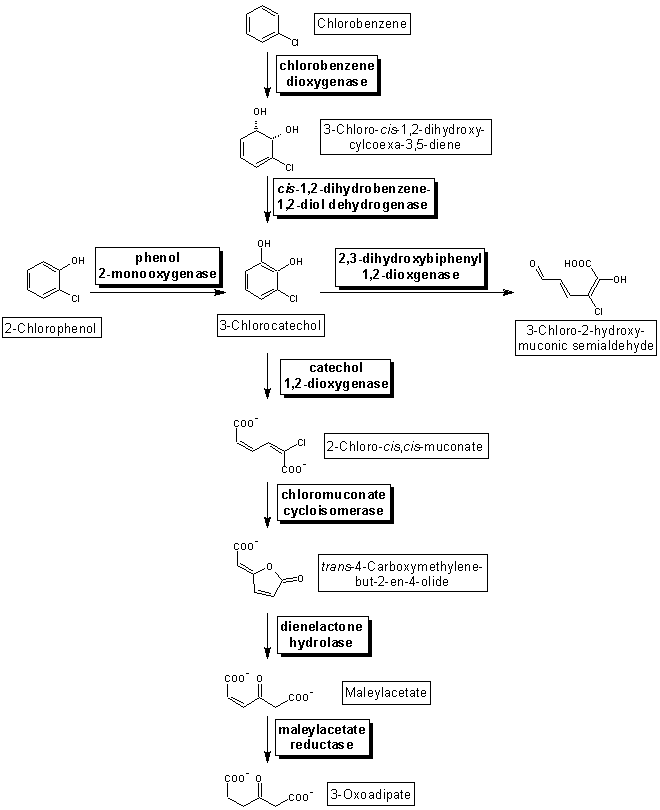 Chlorobenzene
Cl
chlorobenzene
dioxygenase
OH
OH
Cl
3-Chloro-cis-1,2-dihydroxy-
cylcoexa-3,5-diene
cis-1,2-dihydrobenzene-
1,2-diol dehydrogenase
OH
Cl
2-Chlorophenol
phenol
2-monooxygenase
OH
OH
Cl
3-Chlorocatechol
2,3-dihydroxybiphenyl
1,2-dioxgenase
O
HOOC
OH
Cl
3-Chloro-2-hydroxy-
muconic semialdehyde
catechol
1,2-dioxygenase
COO-
Cl
COO-
2-Chloro-cis,cis-muconate
chloromuconate
cycloisomerase
COO-
O
O
trans-4-Carboxymethylene-
but-2-en-4-olide
dienelactone
hydrolase
COO-
O
COO-
Maleylacetate
maleylacetate
reductase
COO-
O
COO-
3-Oxoadipate